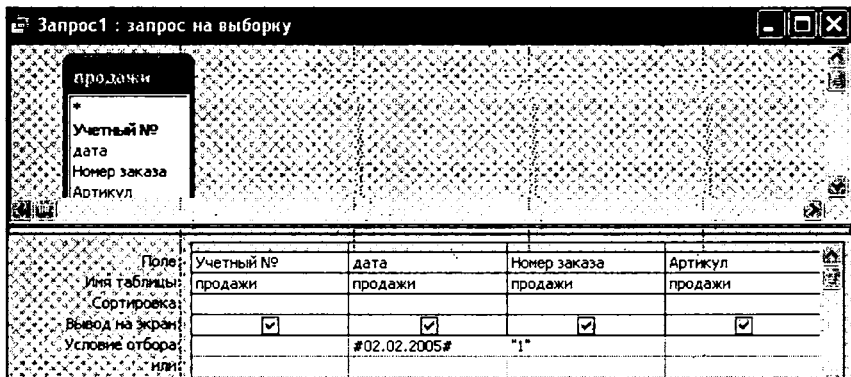 Запрос1 : запрос на выборку
продажи
*
Учетный №
дата
Номер заказа
Артикул
Поле: Учетный № дата Номер заказа Артикул
Имя таблицы: продажи продажи продажи продажи
Сортировка:
Вывод на экран:
Условие отбора: #02.02.2005# "1"
или: